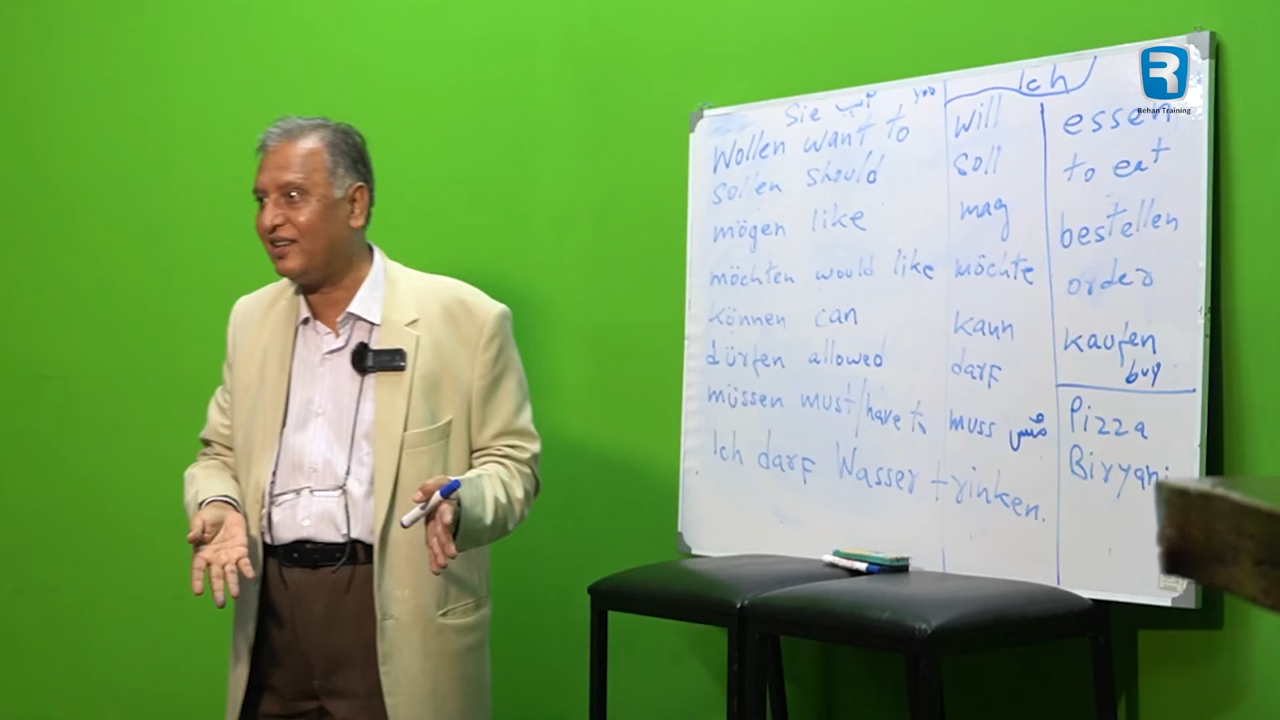 Sie آپ you
Wollen want to
sollen should
mögen like
möchten would like
können can
dürfen allowed
müssen must/have to
Ich darf Wasser trinken.
Ich
will
soll
mag
möchte
kann
darf
muss مُس
essen
to eat
bestellen
order
kaufen
buy
Pizza
Biryani
R
Rehan Training